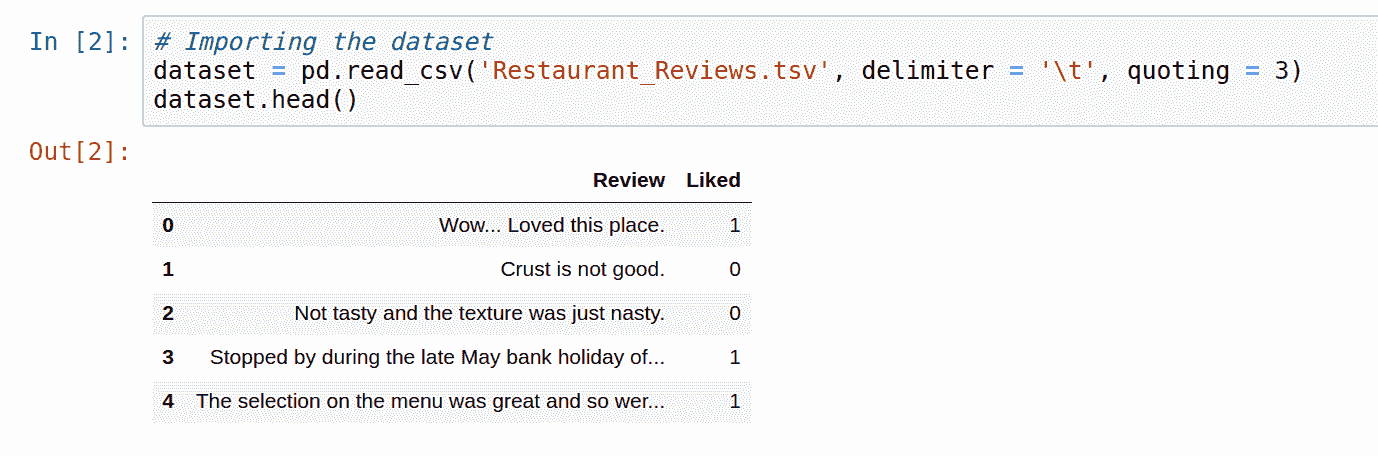 In [2]: # Importing the dataset
dataset = pd.read_csv('Restaurant_Reviews.tsv', delimiter = '\t', quoting = 3)
dataset.head()
Out[2]:
Review Liked
0 Wow... Loved this place. 1
1 Crust is not good. 0
2 Not tasty and the texture was just nasty. 0
3 Stopped by during the late May bank holiday of... 1
4 The selection on the menu was great and so wer... 1